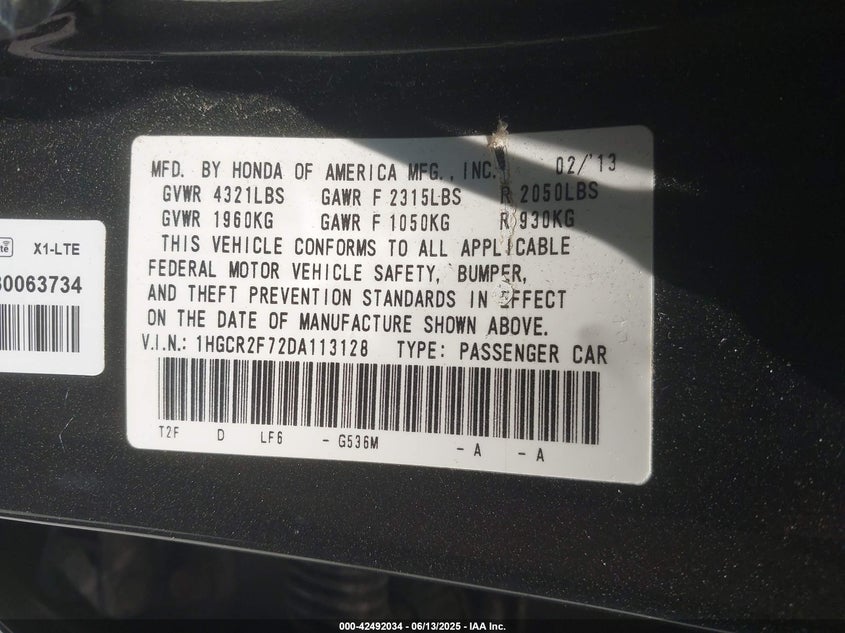 MFD. BY HONDA OF AMERICA MFG., INC. 02/'13
GVWR 4321LBS GAWR F 2315LBS R 2050LBS
GVWR 1960KG GAWR F 1050KG R 930KG
THIS VEHICLE CONFORMS TO ALL APPLICABLE
FEDERAL MOTOR VEHICLE SAFETY, BUMPER,
AND THEFT PREVENTION STANDARDS IN EFFECT
ON THE DATE OF MANUFACTURE SHOWN ABOVE.
V.I.N.: 1HGCR2F72DA113128 TYPE: PASSENGER CAR
T2F D LF6 - G536M - A - A
X1-LTE
0063734
000-42492034 / 06/13/2025 - IAA Inc.